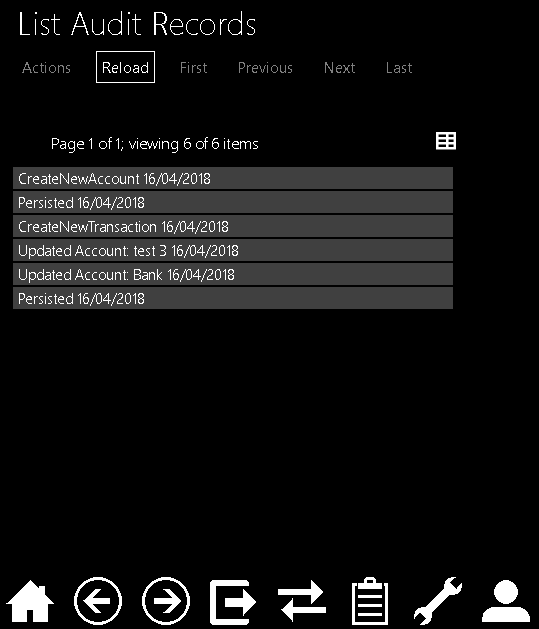 List Audit Records
Actions Reload First Previous Next Last
Page 1 of 1; viewing 6 of 6 items
CreateNewAccount 16/04/2018
Persisted 16/04/2018
CreateNewTransaction 16/04/2018
Updated Account: test 3 16/04/2018
Updated Account: Bank 16/04/2018
Persisted 16/04/2018